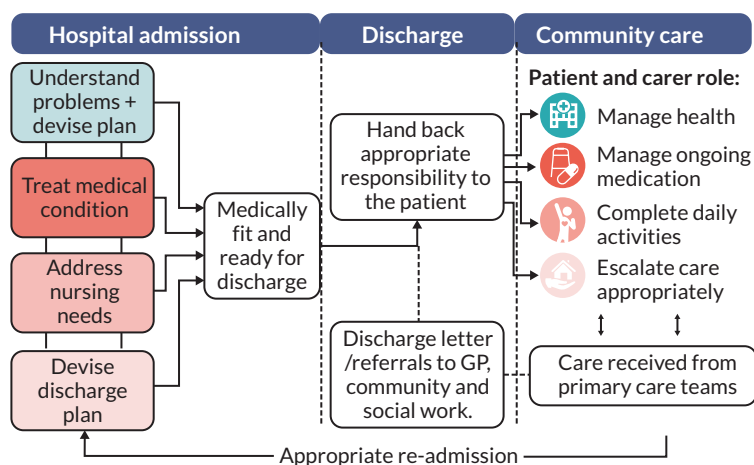 Hospital admission
Discharge
Community care
Understand
problems +
devise plan
Treat medical
condition
Address
nursing
needs
Devise
discharge
plan
Medically
fit and
ready for
discharge
Hand back
appropriate
responsibility to
the patient
Discharge letter
/referrals to GP,
community and
social work.
Patient and carer role:
Manage health
Manage ongoing
medication
Complete daily
activities
Escalate care
appropriately
Care received from
primary care teams
Appropriate re-admission